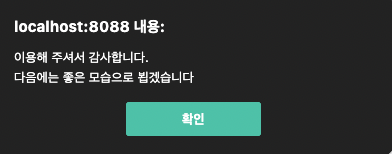 localhost:8088 내용:
이용해 주셔서 감사합니다.
다음에는 좋은 모습으로 뵙겠습니다
확인